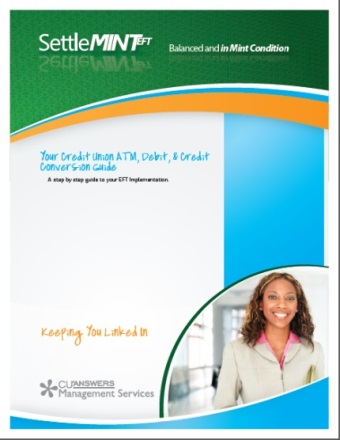 SettleMINT EFT
Balanced and in Mint Condition
Your Credit Union ATM, Debit, & Credit
Conversion Guide
A step by step guide to your EFT Implementation.
Keeping You Linked In
CU*ANSWERS
Management Services